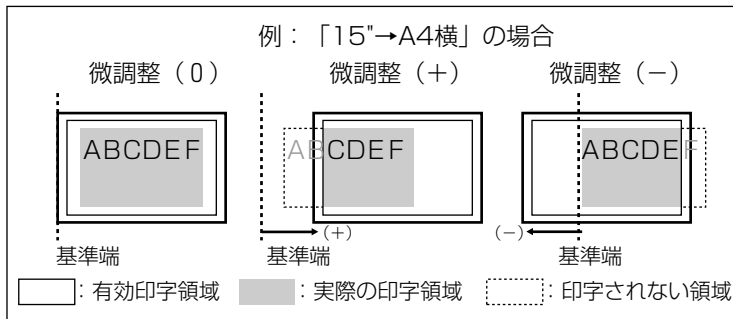 例：「15"→A4横」の場合
微調整（0） 微調整（＋） 微調整（－）
ABCDEF ABCDEF ABCDEF
(＋) (－)
基準端 基準端 基準端
：有効印字領域 ：実際の印字領域 ：印字されない領域